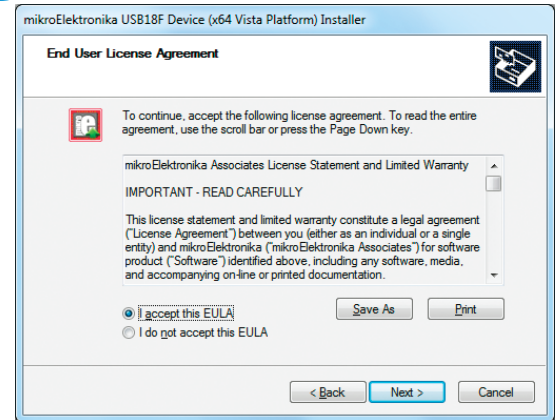 mikroElektronika USB18F Device (x64 Vista Platform) Installer
End User License Agreement
To continue, accept the following license agreement. To read the entire
agreement, use the scroll bar or press the Page Down key.
mikroElektronika Associates License Statement and Limited Warranty
IMPORTANT - READ CAREFULLY
This license statement and limited warranty constitute a legal agreement
("License Agreement") between you (either as an individual or a single
entity) and mikroElektronika ("mikroElektronika Associates") for software
product ("Software") identified above, including any software, media,
and accompanying on-line or printed documentation.
I accept this EULA
Save As
Print
I do not accept this EULA
< Back
Next >
Cancel